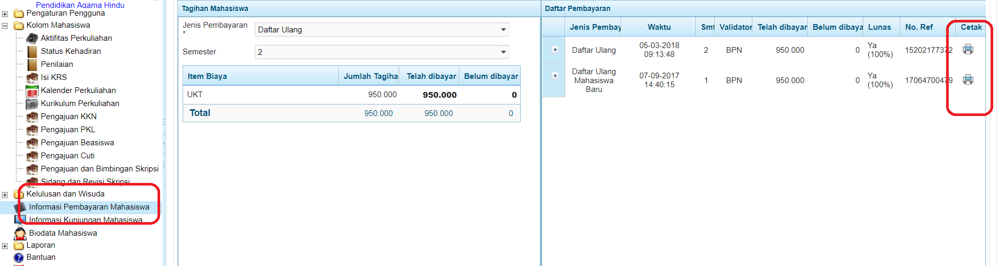 Pendidikan Agama Hindu
Pengaturan Pengguna
Kolom Mahasiswa
Aktifitas Perkuliahan
Status Kehadiran
Penilaian
Isi KRS
Kalender Perkuliahan
Kurikulum Perkuliahan
Pengajuan KKN
Pengajuan PKL
Pengajuan Beasiswa
Pengajuan Cuti
Pengajuan dan Bimbingan Skripsi
Sidang dan Revisi Skripsi
Kelulusan dan Wisuda
Informasi Pembayaran Mahasiswa
Informasi Kunjungan Mahasiswa
Biodata Mahasiswa
Laporan
Bantuan
Tagihan Mahasiswa
Jenis Pembayaran
*
Daftar Ulang
Semester
2
Item Biaya Jumlah Tagiha Telah dibayar Belum dibayar
UKT 950.000 950.000 0
Total 950.000 950.000 0
Daftar Pembayaran
Jenis Pembay Waktu Smt Validator Telah dibayar Belum dibaya Lunas No. Ref Cetak
Daftar Ulang 05-03-2018 09:13:48 2 BPN 950.000 0 Ya (100%) 15202177372
Daftar Ulang Mahasiswa Baru 07-09-2017 14:40:15 1 BPN 950.000 0 Ya (100%) 17064700479